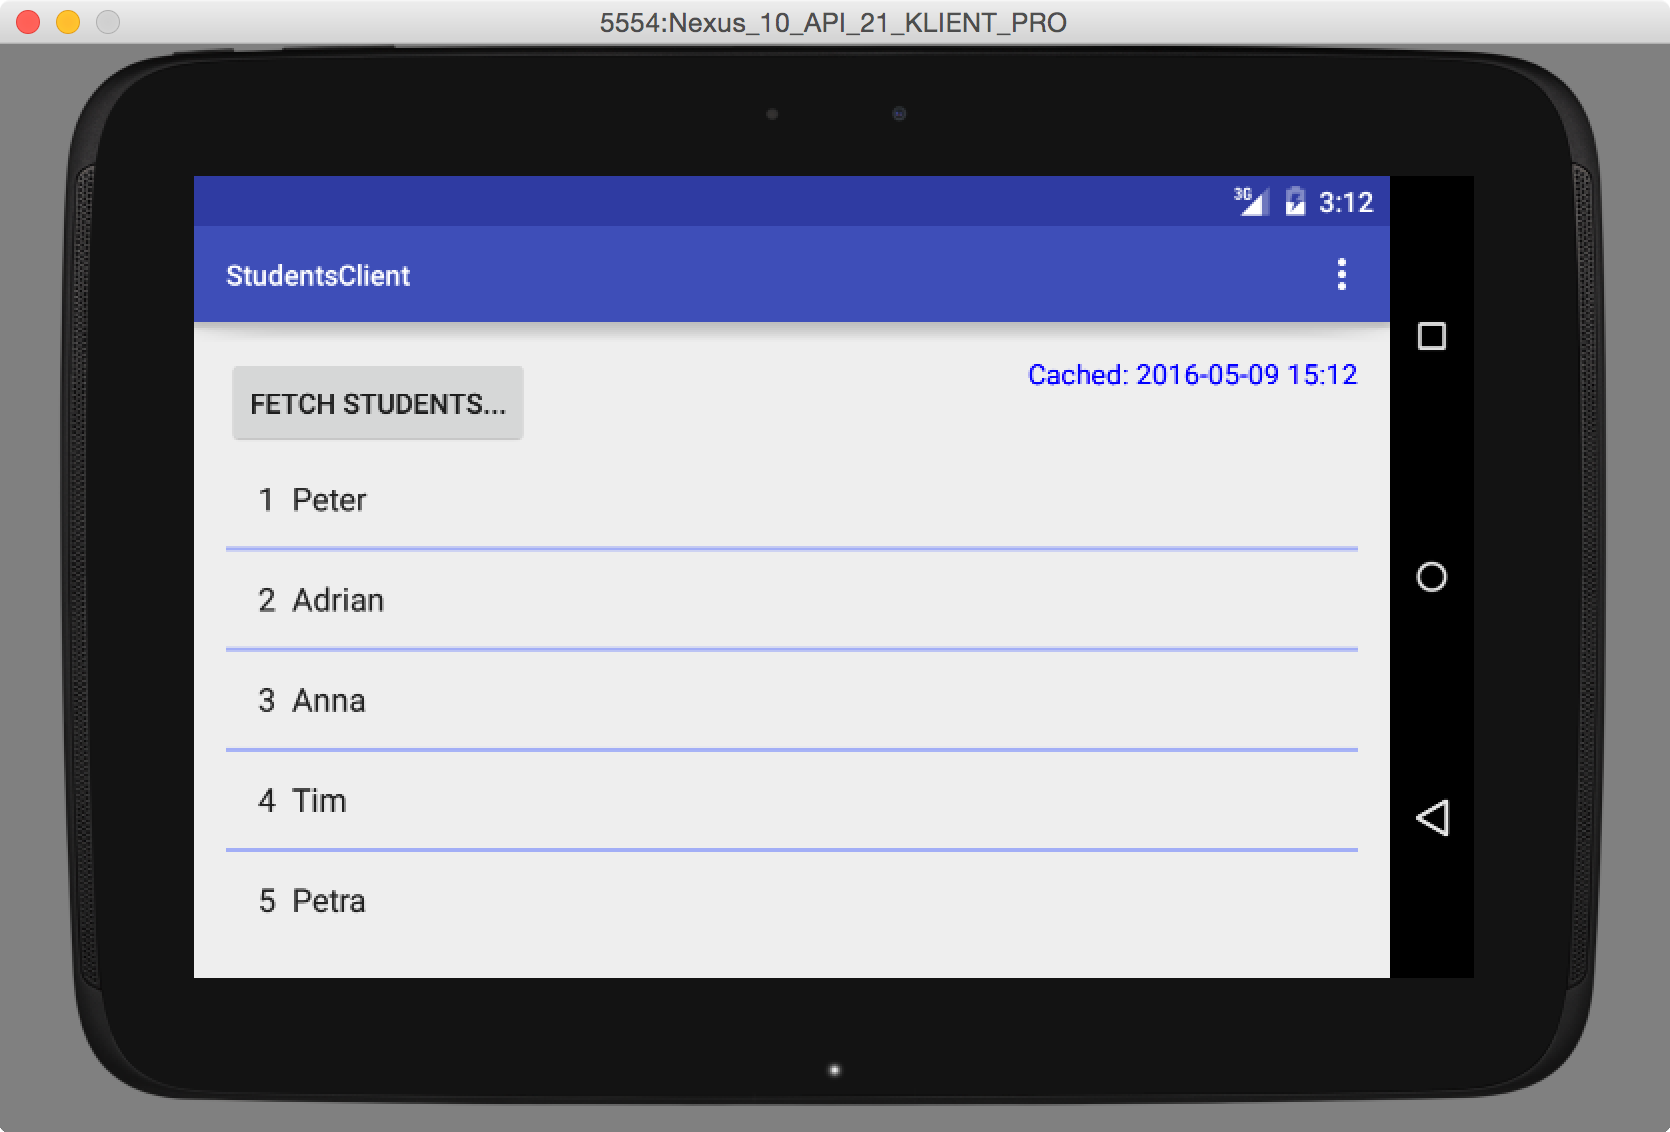 5554:Nexus_10_API_21_KLIENT_PRO
3G 3:12
StudentsClient
Cached: 2016-05-09 15:12
FETCH STUDENTS...
1 Peter
2 Adrian
3 Anna
4 Tim
5 Petra